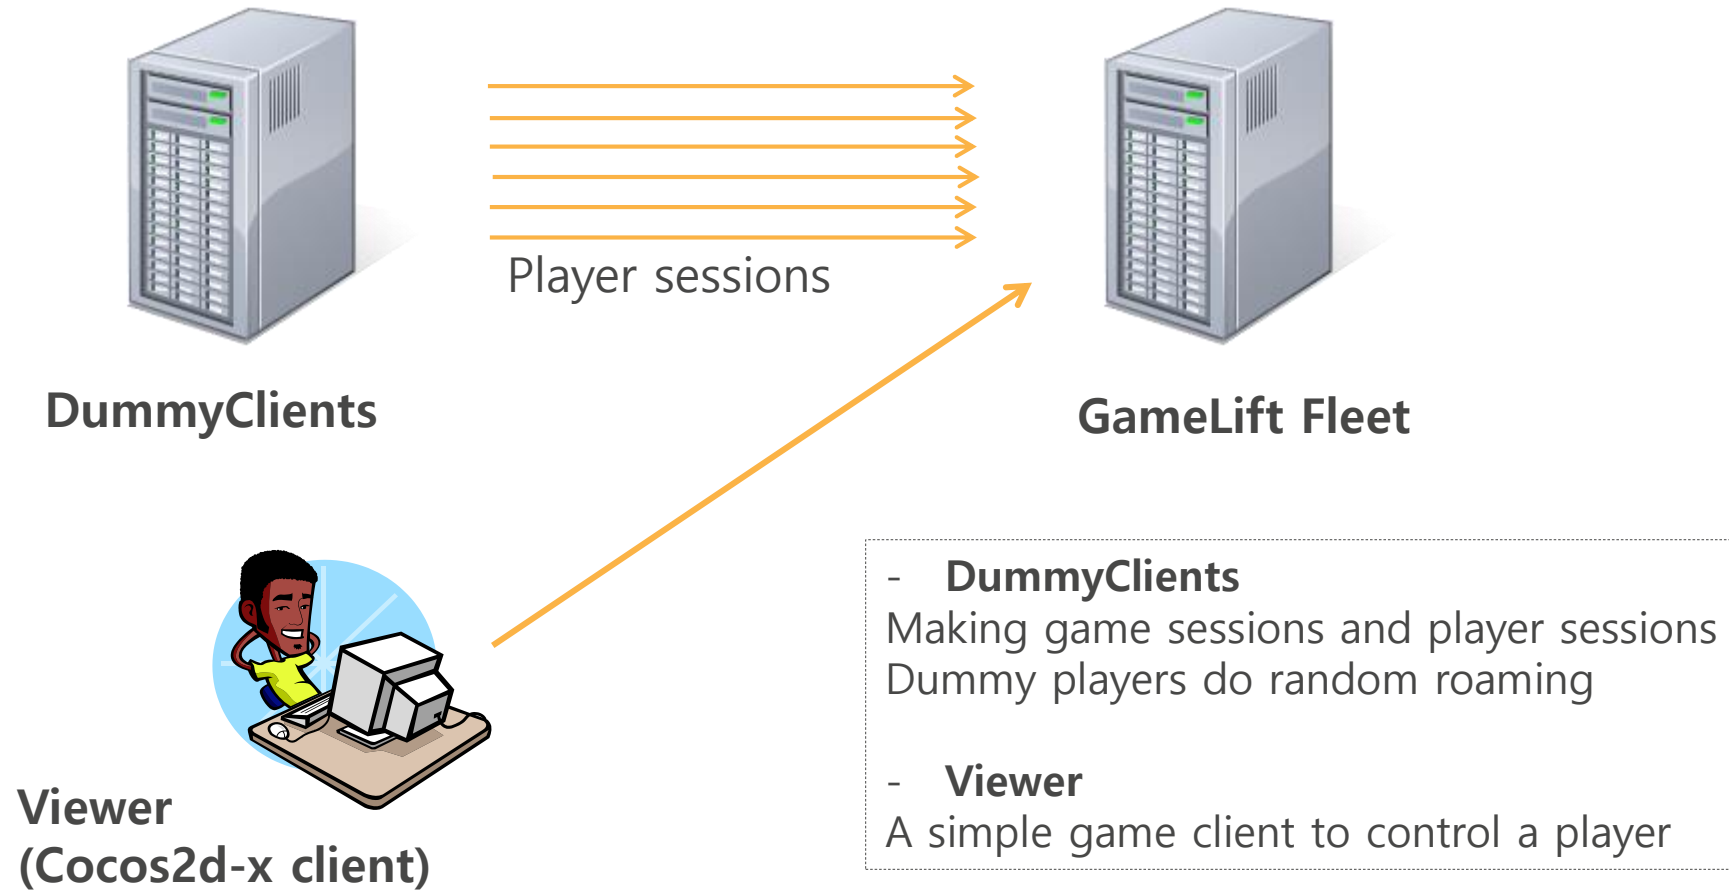 Player sessions
DummyClients
GameLift Fleet
Viewer
(Cocos2d-x client)
- DummyClients
Making game sessions and player sessions
Dummy players do random roaming
- Viewer
A simple game client to control a player